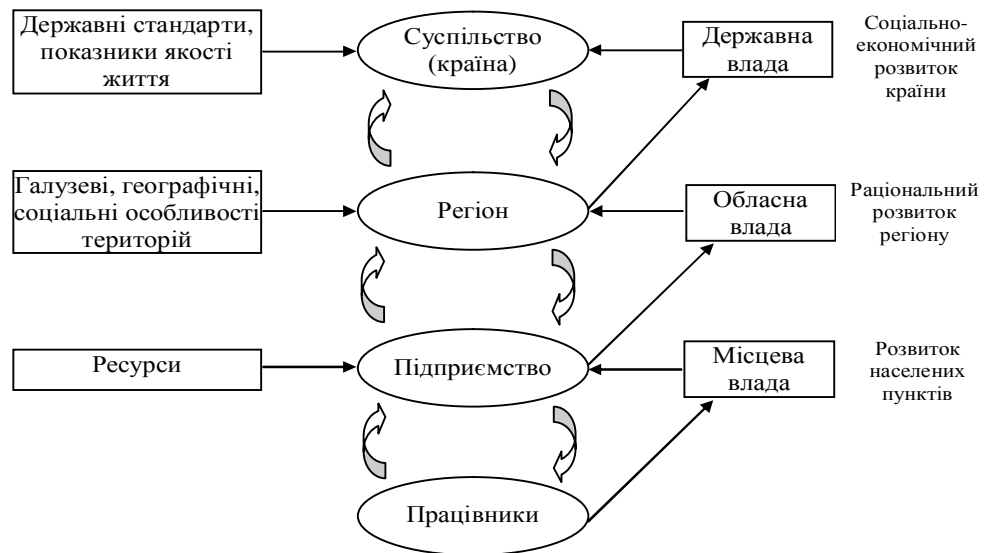 Державні стандарти,
показники якості
життя
Суспільство
(країна)
Державна
влада
Соціально-
економічний
розвиток
країни
Галузеві, географічні,
соціальні особливості
територій
Регіон
Обласна
влада
Раціональний
розвиток
регіону
Ресурси
Підприємство
Місцева
влада
Розвиток
населених
пунктів
Працівники